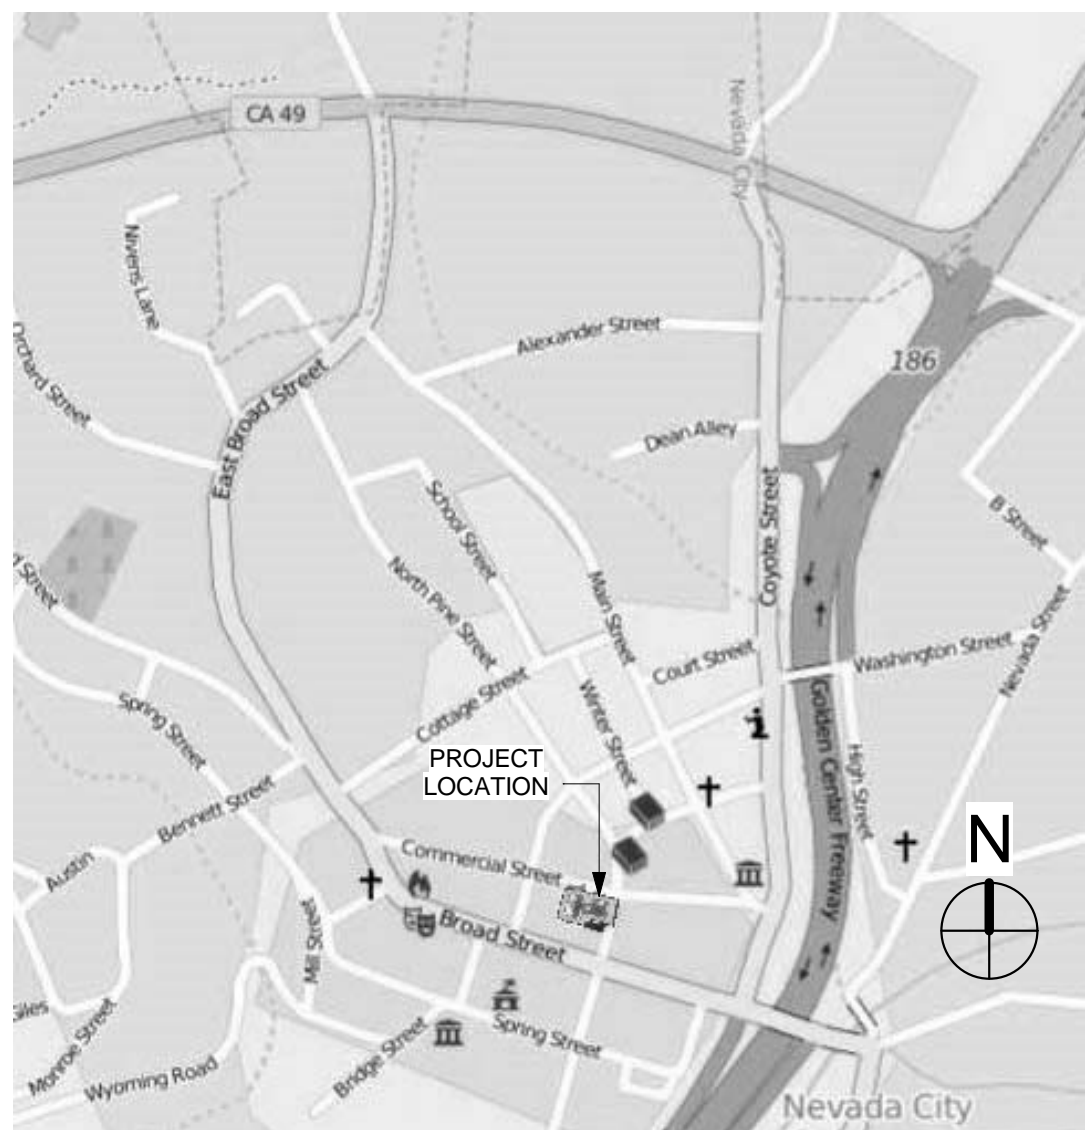 CA 49
Nevada City
Nivens Lane
Orchard Street
East Broad Street
Alexander Street
186
Dean Alley
School Street
North Pine Street
Main Street
Coyote Street
B Street
Nevada Street
Washington Street
Court Street
d Street
Spring Street
Cottage Street
Winter Street
Golden Center Freeway
High Street
PROJECT
LOCATION
N
Bennett Street
Austin
Commercial Street
Broad Street
Mill Street
Giles
Monroe Street
Wyoming Road
Bridge Street
Spring Street
Nevada City